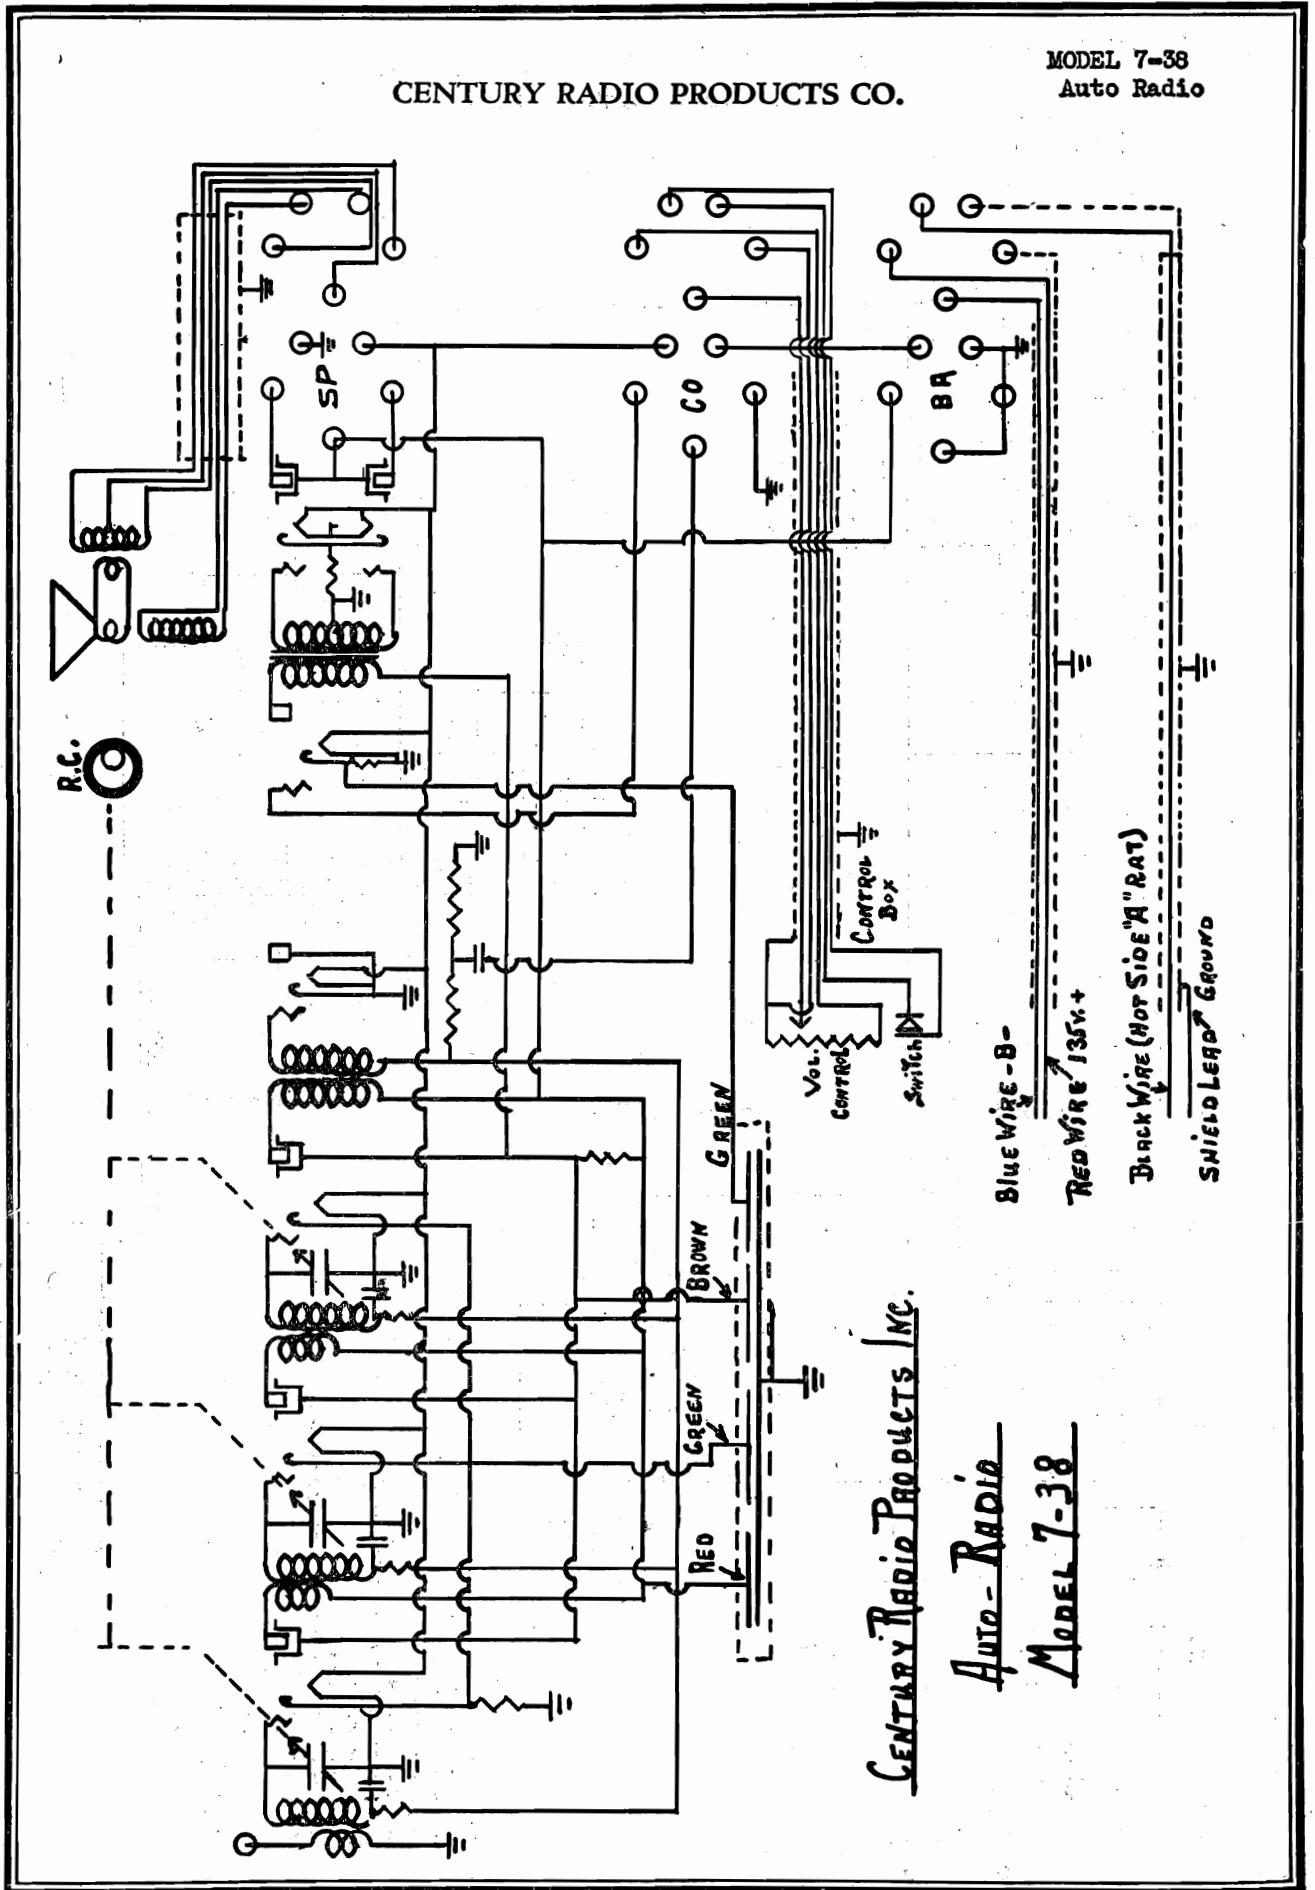 MODEL 7-38
Auto Radio
CENTURY RADIO PRODUCTS CO.
SP
CO
BA
R.C.
CONTROL
BOX
VOL.
CONTROL
SWITCH
BLUE WIRE-B-
RED WIRE 135V.+
BLACK WIRE (HOT SIDE "A" BAT)
SHIELD LEAD GROUND
GREEN
BROWN
GREEN
RED
CENTURY RADIO PRODUCTS INC.
AUTO-RADIO
MODEL 7-38